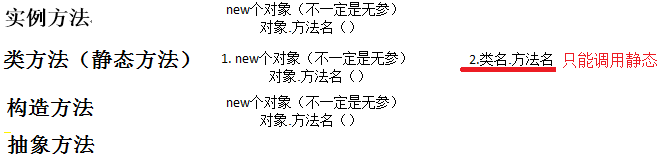 实例方法
new个对象（不一定是无参）
对象.方法名（）
类方法（静态方法）
1. new个对象（不一定是无参）
对象.方法名（）
2.类名.方法名
只能调用静态
构造方法
new个对象（不一定是无参）
对象.方法名（）
抽象方法